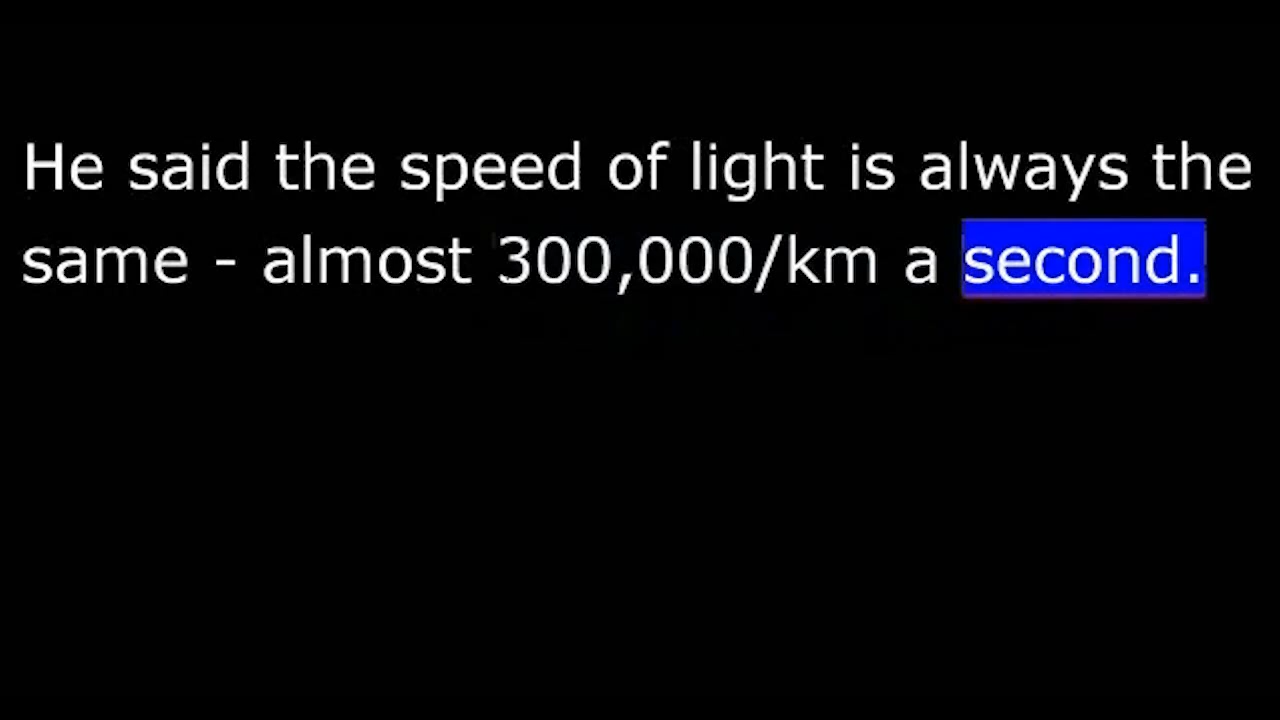 He said the speed of light is always the
same - almost 300,000/km a second.